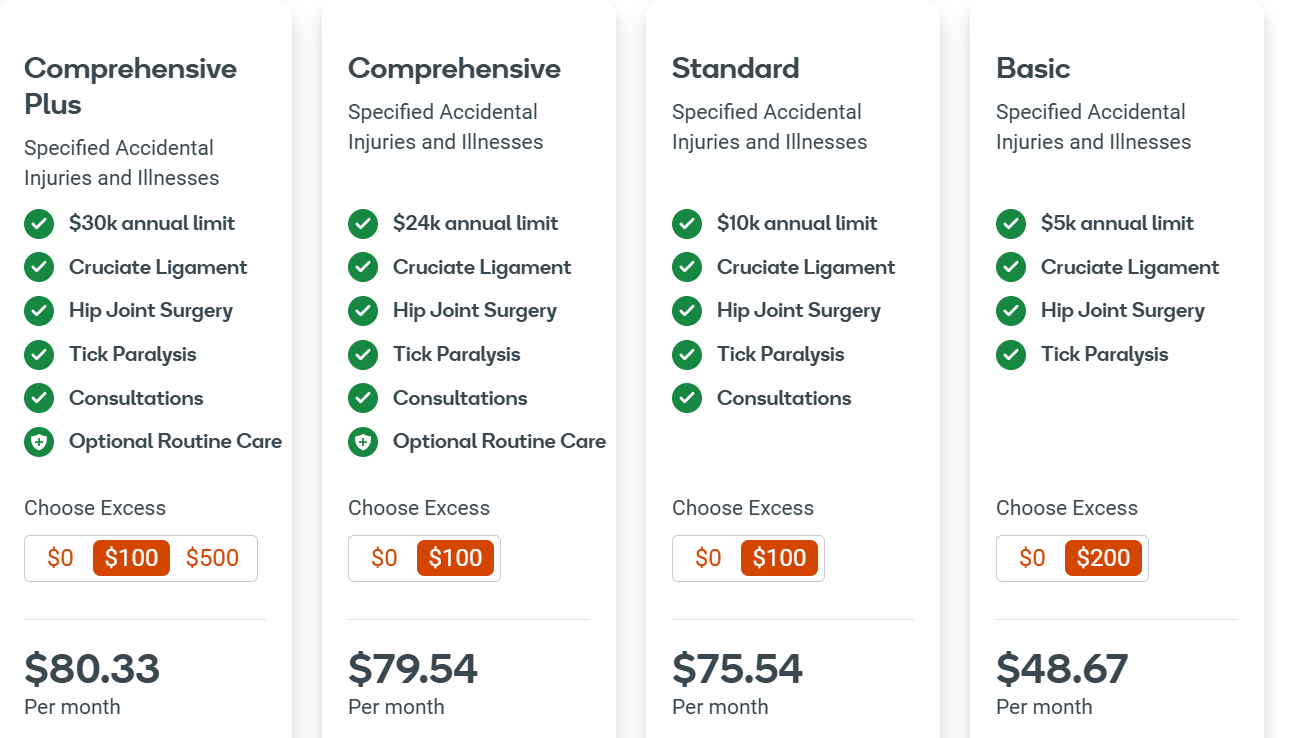 Comprehensive
Plus
Specified Accidental
Injuries and Illnesses
$30k annual limit
Cruciate Ligament
Hip Joint Surgery
Tick Paralysis
Consultations
Optional Routine Care
Choose Excess
$0 $100 $500
$80.33
Per month
Comprehensive
Specified Accidental
Injuries and Illnesses
$24k annual limit
Cruciate Ligament
Hip Joint Surgery
Tick Paralysis
Consultations
Optional Routine Care
Choose Excess
$0 $100
$79.54
Per month
Standard
Specified Accidental
Injuries and Illnesses
$10k annual limit
Cruciate Ligament
Hip Joint Surgery
Tick Paralysis
Consultations
Choose Excess
$0 $100
$75.54
Per month
Basic
Specified Accidental
Injuries and Illnesses
$5k annual limit
Cruciate Ligament
Hip Joint Surgery
Tick Paralysis
Choose Excess
$0 $200
$48.67
Per month